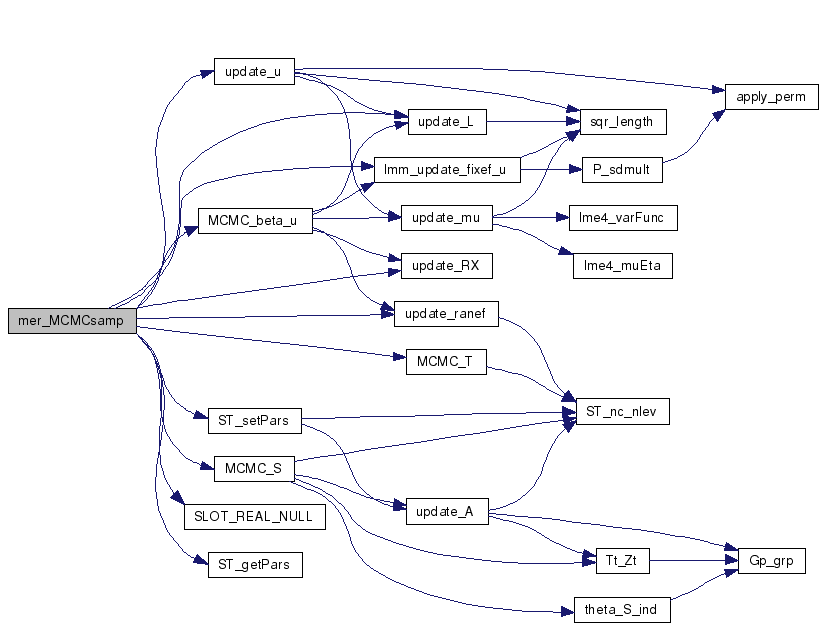 update_u
apply_perm
update_L
sqr_length
lmm_update_fixef_u
P_sdmult
MCMC_beta_u
update_mu
lme4_varFunc
update_RX
lme4_muEta
mer_MCMCsamp
update_ranef
MCMC_T
ST_setPars
ST_nc_nlev
MCMC_S
SLOT_REAL_NULL
update_A
ST_getPars
Tt_Zt
Gp_grp
theta_S_ind